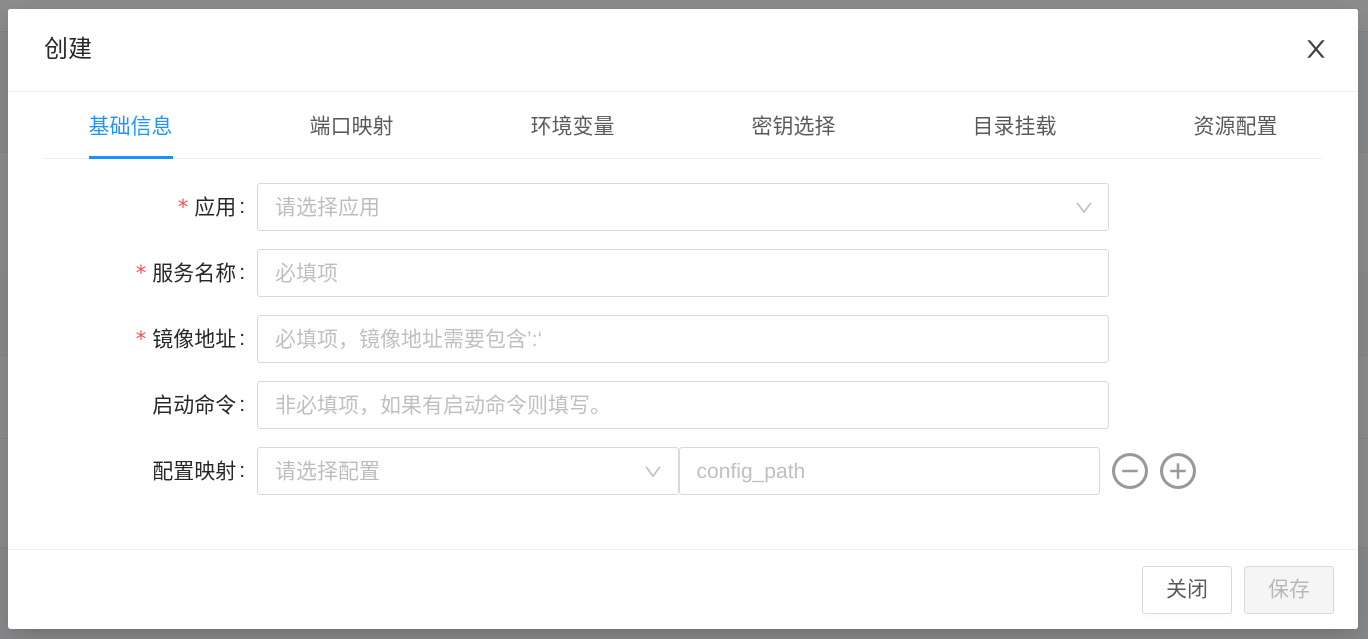 创建
基础信息 端口映射 环境变量 密钥选择 目录挂载 资源配置
* 应用: 请选择应用
* 服务名称: 必填项
* 镜像地址: 必填项，镜像地址需要包含’:‘
启动命令: 非必填项，如果有启动命令则填写。
配置映射: 请选择配置 config_path
关闭 保存